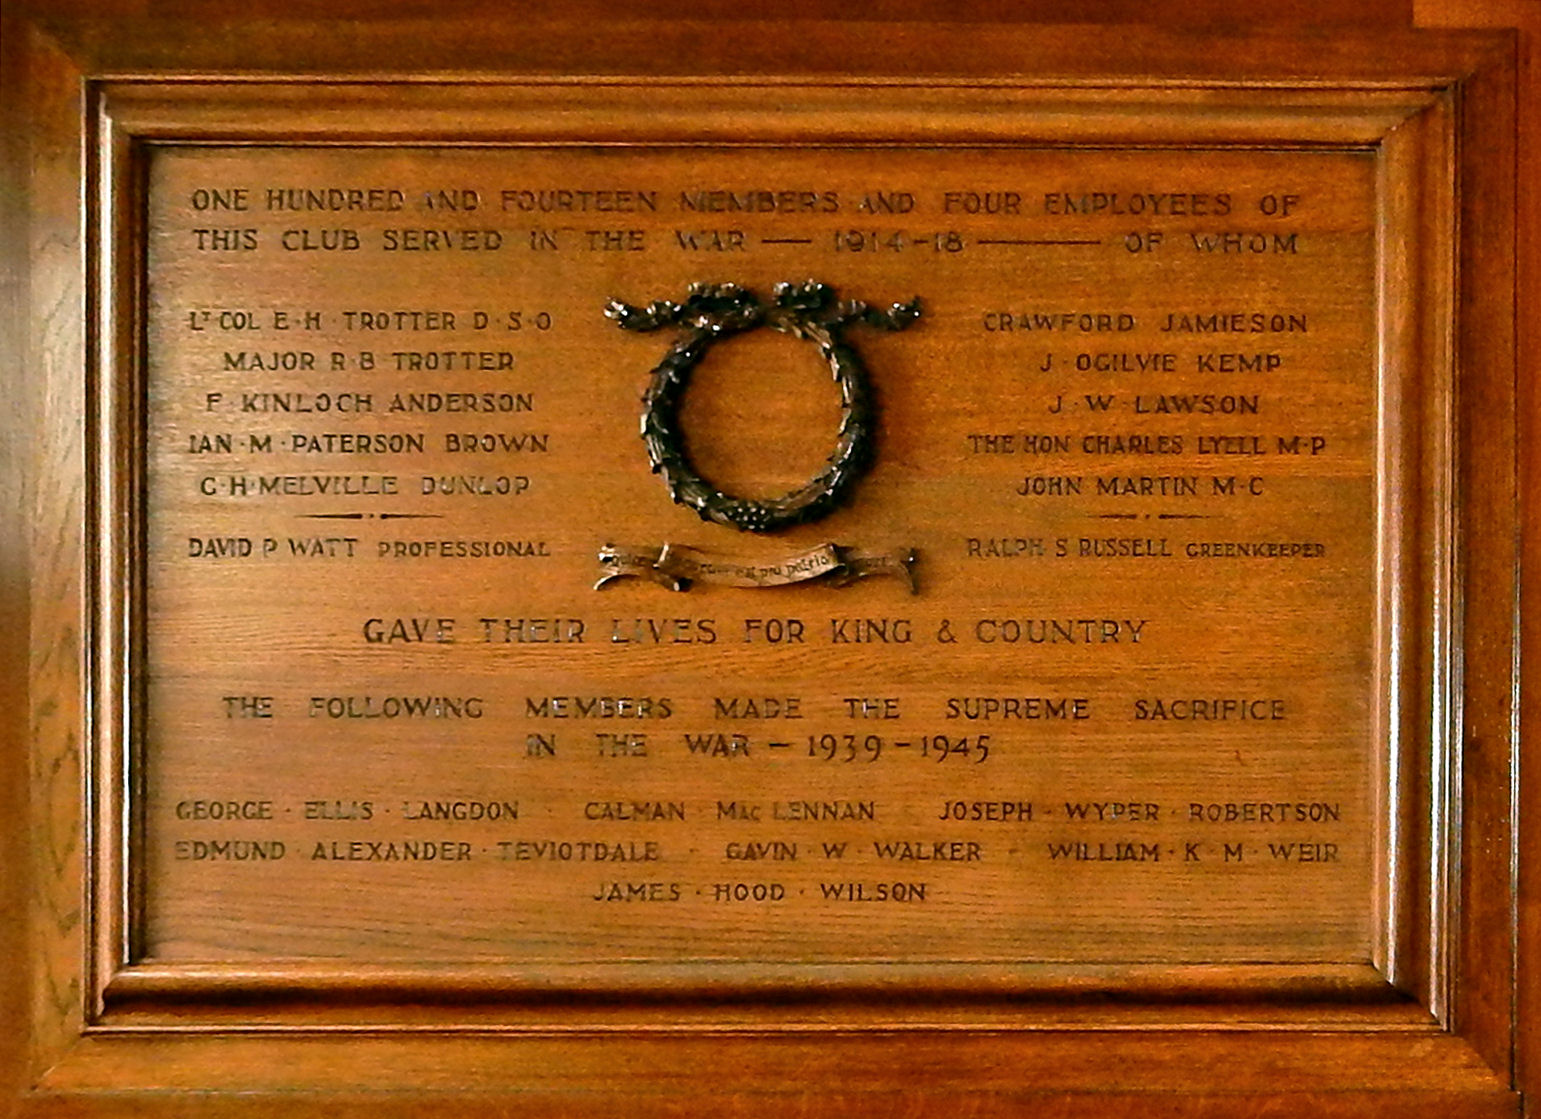 ONE HUNDRED AND FOURTEEN MEMBERS AND FOUR EMPLOYEES OF
THIS CLUB SERVED IN THE WAR — 1914-18 — OF WHOM
LT COL E·H·TROTTER D·S·O
MAJOR R·B TROTTER
F·KINLOCH ANDERSON
IAN·M·PATERSON BROWN
G·H·MELVILLE DUNLOP
DAVID P WATT PROFESSIONAL
CRAWFORD JAMIESON
J·OGILVIE KEMP
J·W·LAWSON
THE HON CHARLES LYELL M·P
JOHN MARTIN M·C
RALPH S RUSSELL GREENKEEPER
est pro patria
GAVE THEIR LIVES FOR KING & COUNTRY
THE FOLLOWING MEMBERS MADE THE SUPREME SACRIFICE
IN THE WAR – 1939 – 1945
GEORGE · ELLIS · LANGDON · CALMAN · MacLENNAN · JOSEPH · WYPER · ROBERTSON
EDMUND · ALEXANDER · TEVIOTDALE · GAVIN · W · WALKER · WILLIAM · K · M · WEIR
JAMES · HOOD · WILSON